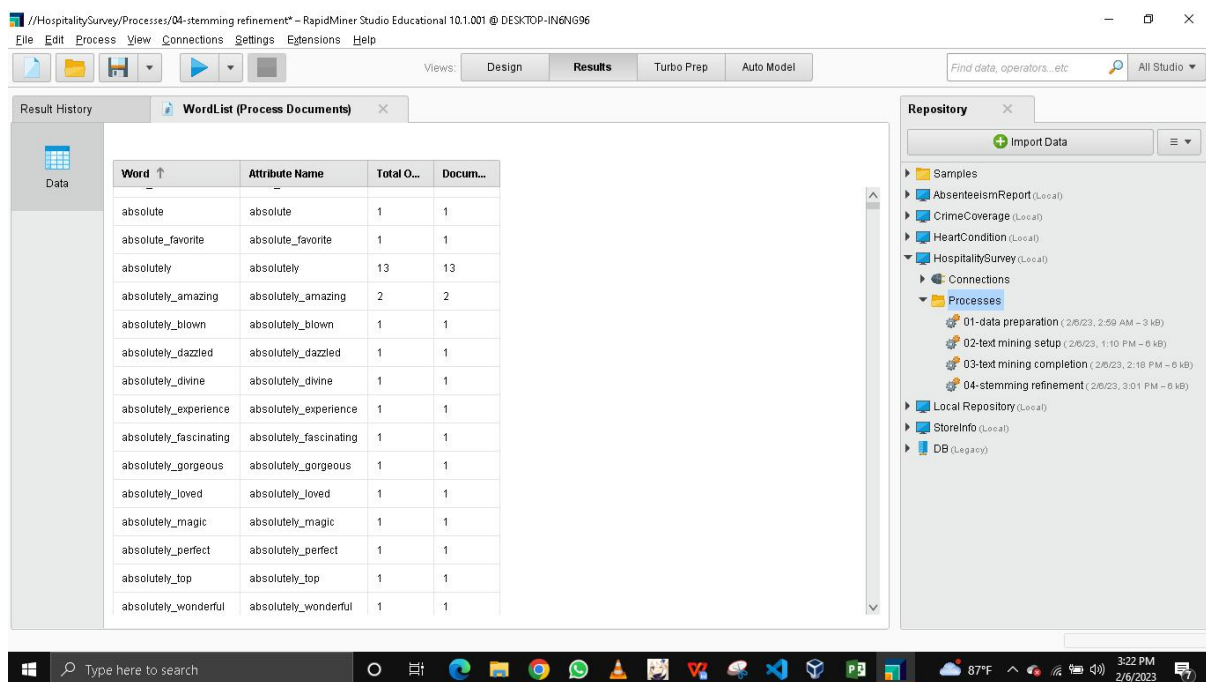 //HospitalitySurvey/Processes/04-stemming refinement* – RapidMiner Studio Educational 10.1.001 @ DESKTOP-IN6NG96
File Edit Process View Connections Settings Extensions Help
Views: Design Results Turbo Prep Auto Model Find data, operators...etc All Studio
Result History WordList (Process Documents) Repository
Import Data
Data
Word Attribute Name Total O... Docum...
absolute absolute 1 1
absolute_favorite absolute_favorite 1 1
absolutely absolutely 13 13
absolutely_amazing absolutely_amazing 2 2
absolutely_blown absolutely_blown 1 1
absolutely_dazzled absolutely_dazzled 1 1
absolutely_divine absolutely_divine 1 1
absolutely_experience absolutely_experience 1 1
absolutely_fascinating absolutely_fascinating 1 1
absolutely_gorgeous absolutely_gorgeous 1 1
absolutely_loved absolutely_loved 1 1
absolutely_magic absolutely_magic 1 1
absolutely_perfect absolutely_perfect 1 1
absolutely_top absolutely_top 1 1
absolutely_wonderful absolutely_wonderful 1 1
Samples
AbsenteeismReport (Local)
CrimeCoverage (Local)
HeartCondition (Local)
HospitalitySurvey (Local)
Connections
Processes
01-data preparation (2/6/23, 2:59 AM – 3 kB)
02-text mining setup (2/6/23, 1:10 PM – 6 kB)
03-text mining completion (2/6/23, 2:18 PM – 6 kB)
04-stemming refinement (2/6/23, 3:01 PM – 6 kB)
Local Repository (Local)
StoreInfo (Local)
DB (Legacy)
Type here to search
87°F
3:22 PM
2/6/2023
7